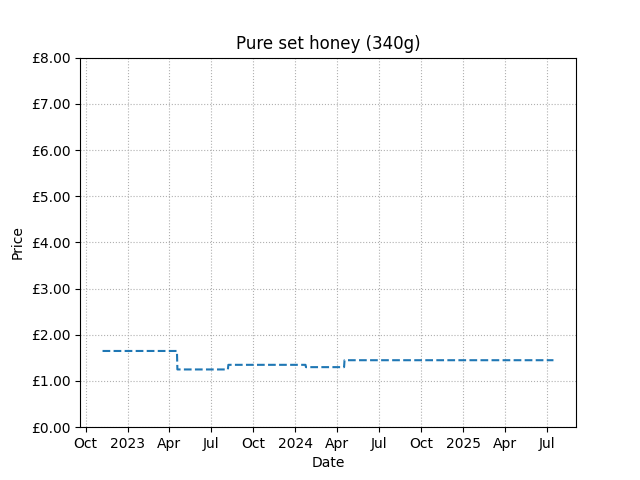 Pure set honey (340g)
£8.00
£7.00
£6.00
£5.00
£4.00
£3.00
£2.00
£1.00
£0.00
Price
Oct 2023 Apr Jul Oct 2024 Apr Jul Oct 2025 Apr Jul
Date